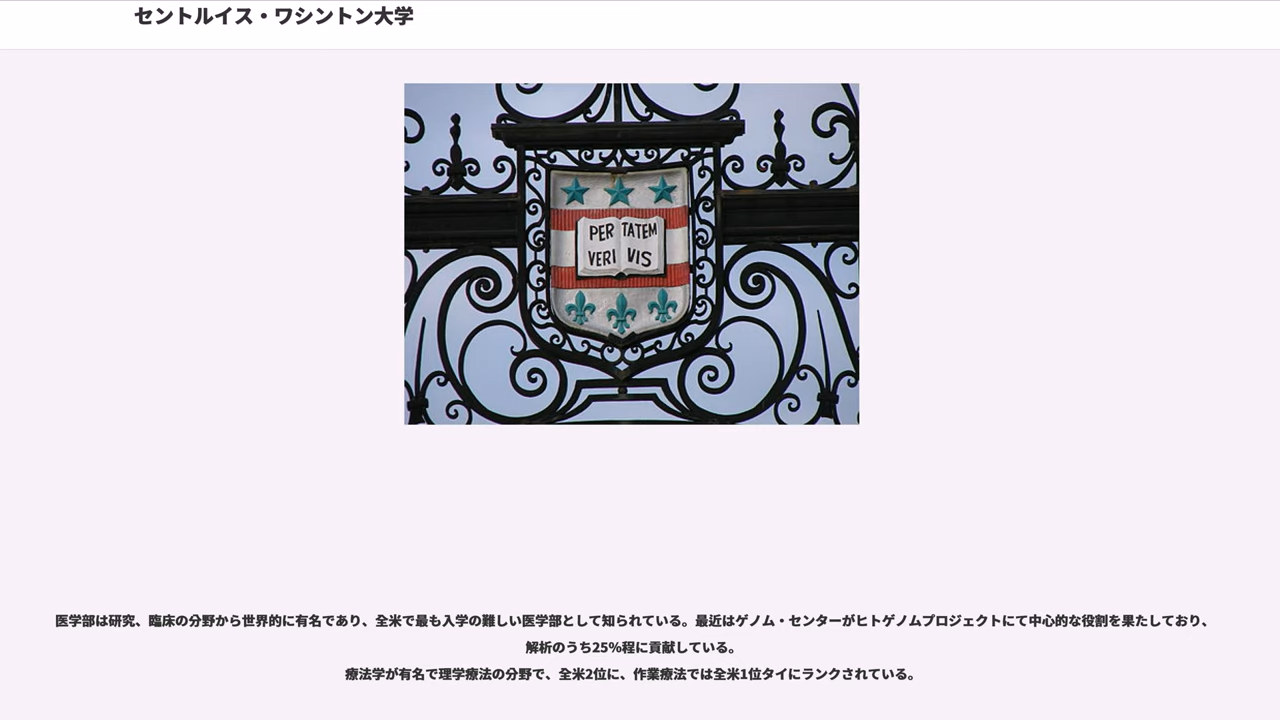 セントルイス・ワシントン大学
PER TATEM
VERI VIS
医学部は研究、臨床の分野から世界的に有名であり、全米で最も入学の難しい医学部として知られている。最近はゲノム・センターがヒトゲノムプロジェクトにて中心的な役割を果たしており、
解析のうち25%程に貢献している。
療法学が有名で理学療法の分野で、全米2位に、作業療法では全米1位タイにランクされている。